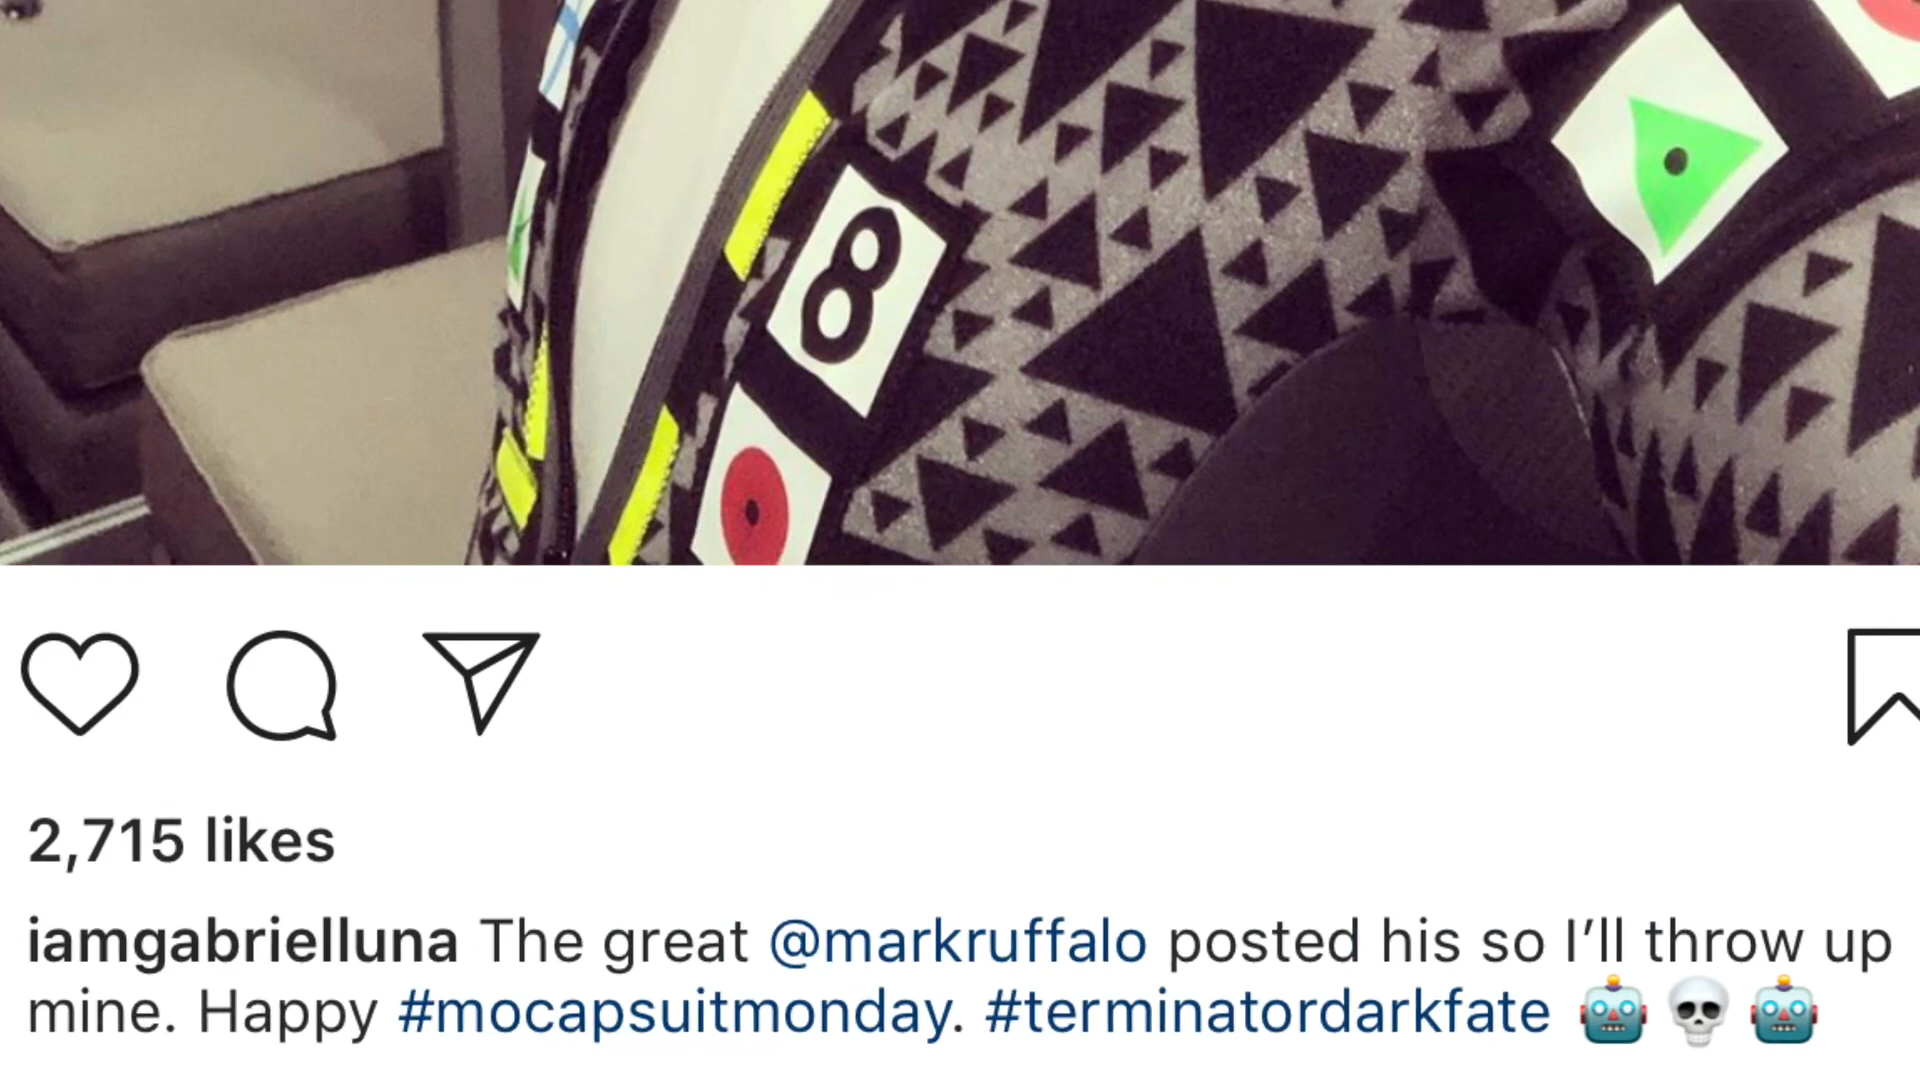 8
2,715 likes
iamgabrielluna The great @markruffalo posted his so I’ll throw up
mine. Happy #mocapsuitmonday. #terminatordarkfate 🤖 💀 🤖